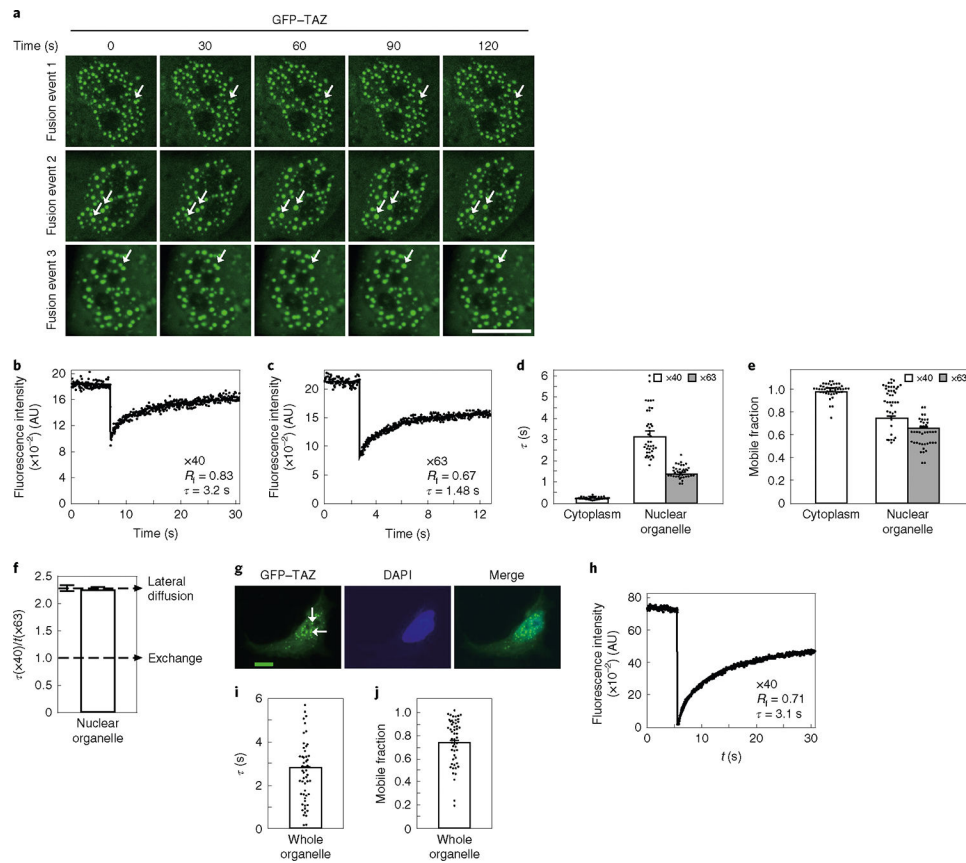 a
GFP–TAZ
Time (s) 0 30 60 90 120
Fusion event 1
Fusion event 2
Fusion event 3
b
Fluorescence intensity
(×10⁻²) (AU)
20
16
12
8
4
0
0 10 20 30
Time (s)
×40
Rf = 0.83
τ = 3.2 s
c
Fluorescence intensity
(×10⁻²) (AU)
20
15
10
5
0
0 4 8 12
Time (s)
×63
Rf = 0.67
τ = 1.48 s
d
×40 ×63
τ (s)
6
5
4
3
2
1
0
Cytoplasm Nuclear
organelle
e
×40 ×63
Mobile fraction
1.0
0.8
0.6
0.4
0.2
0
Cytoplasm Nuclear
organelle
f
τ(×40)/t(×63)
2.5
2.0
1.5
1.0
0.5
0
Lateral
diffusion
Exchange
Nuclear
organelle
g
GFP–TAZ DAPI Merge
h
Fluorescence intensity
(×10⁻²) (AU)
80
60
40
20
0
0 10 20 30
t (s)
×40
Rf = 0.71
τ = 3.1 s
i
τ (s)
6
4
2
0
Whole
organelle
j
Mobile fraction
1.0
0.8
0.6
0.4
0.2
0
Whole
organelle